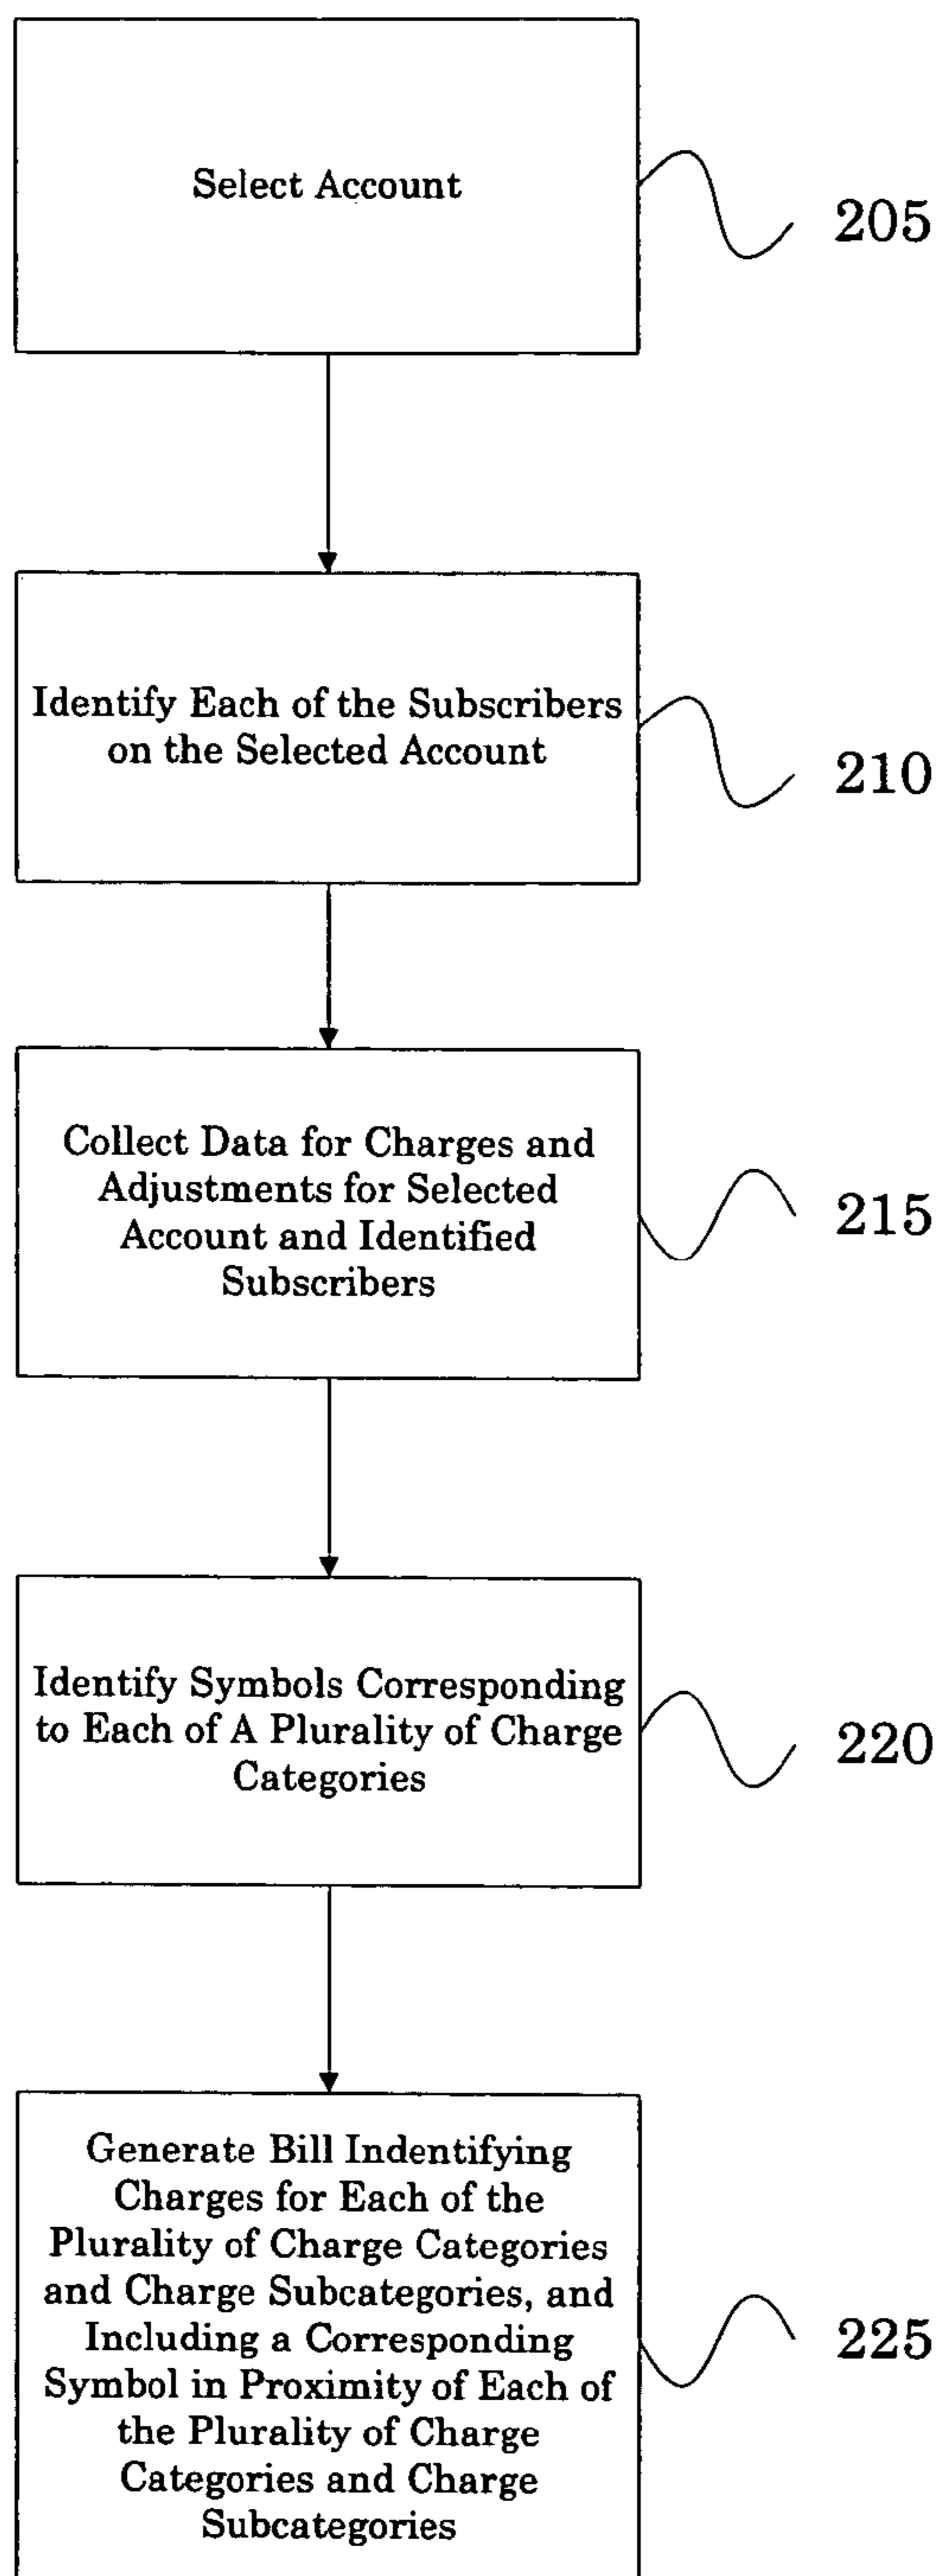 Select Account
205
Identify Each of the Subscribers
on the Selected Account
210
Collect Data for Charges and
Adjustments for Selected
Account and Identified
Subscribers
215
Identify Symbols Corresponding
to Each of A Plurality of Charge
Categories
220
Generate Bill Indentifying
Charges for Each of the
Plurality of Charge Categories
and Charge Subcategories, and
Including a Corresponding
Symbol in Proximity of Each of
the Plurality of Charge
Categories and Charge
Subcategories
225